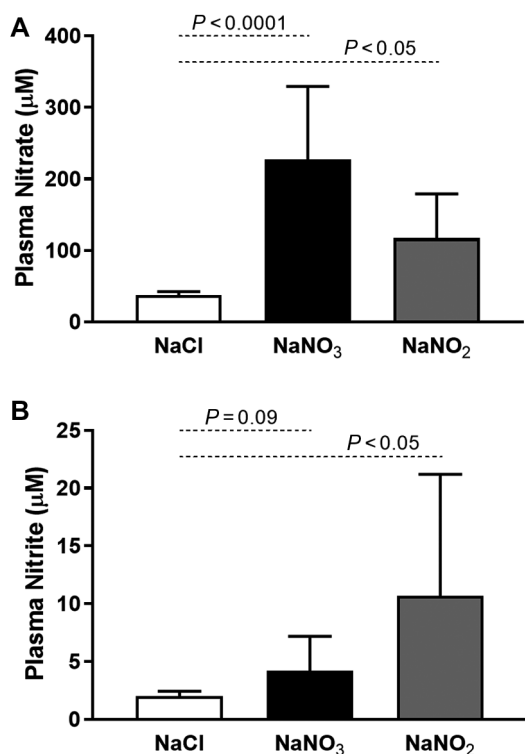 A
P < 0.0001
P < 0.05
Plasma Nitrate (μM)
400
300
200
100
0
NaCl
NaNO₃
NaNO₂
B
P = 0.09
P < 0.05
Plasma Nitrite (μM)
25
20
15
10
5
0
NaCl
NaNO₃
NaNO₂